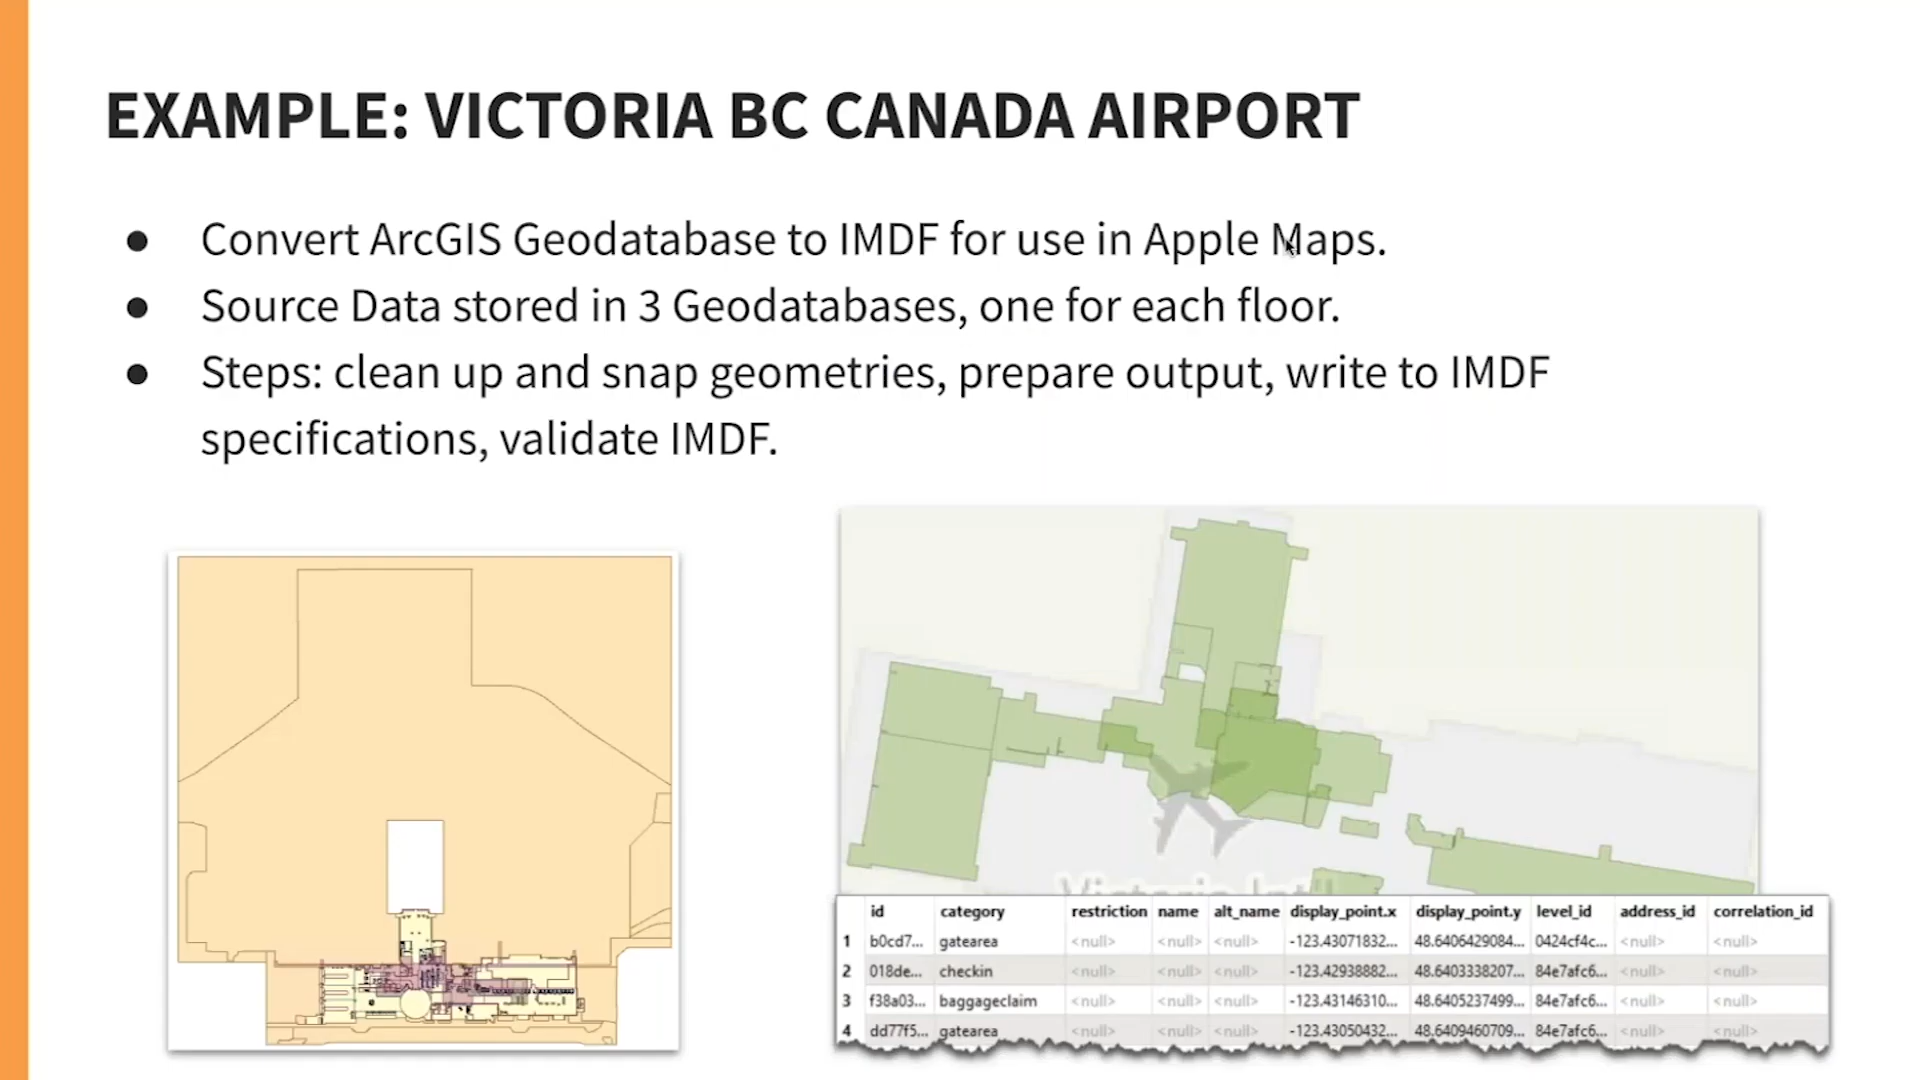 EXAMPLE: VICTORIA BC CANADA AIRPORT
● Convert ArcGIS Geodatabase to IMDF for use in Apple Maps.
● Source Data stored in 3 Geodatabases, one for each floor.
● Steps: clean up and snap geometries, prepare output, write to IMDF
specifications, validate IMDF.
Victoria Int'l
id category restriction name alt_name display_point.x display_point.y level_id address_id correlation_id
1 b0cd7... gatearea <null> <null> <null> -123.43071832... 48.6406429084... 0424cf4c... <null> <null>
2 018de... checkin <null> <null> <null> -123.42938882... 48.6403338207... 84e7afc6... <null> <null>
3 f38a03... baggageclaim <null> <null> <null> -123.43146310... 48.6405237499... 84e7afc6... <null> <null>
4 dd77f5... gatearea <null> <null> <null> -123.43050432... 48.6409460709... 84e7afc6... <null> <null>